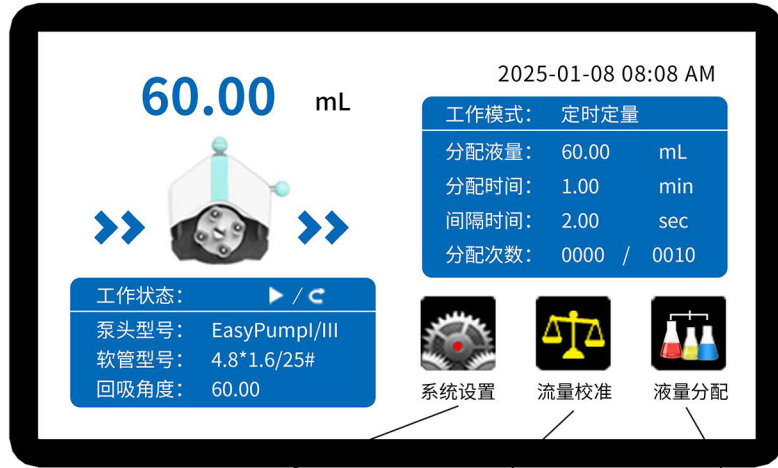 60.00 mL
2025-01-08 08:08 AM
工作模式： 定时定量
分配液量： 60.00 mL
分配时间： 1.00 min
间隔时间： 2.00 sec
分配次数： 0000 / 0010
工作状态： /
泵头型号： EasyPumpI/III
软管型号： 4.8*1.6/25#
回吸角度： 60.00
系统设置 流量校准 液量分配